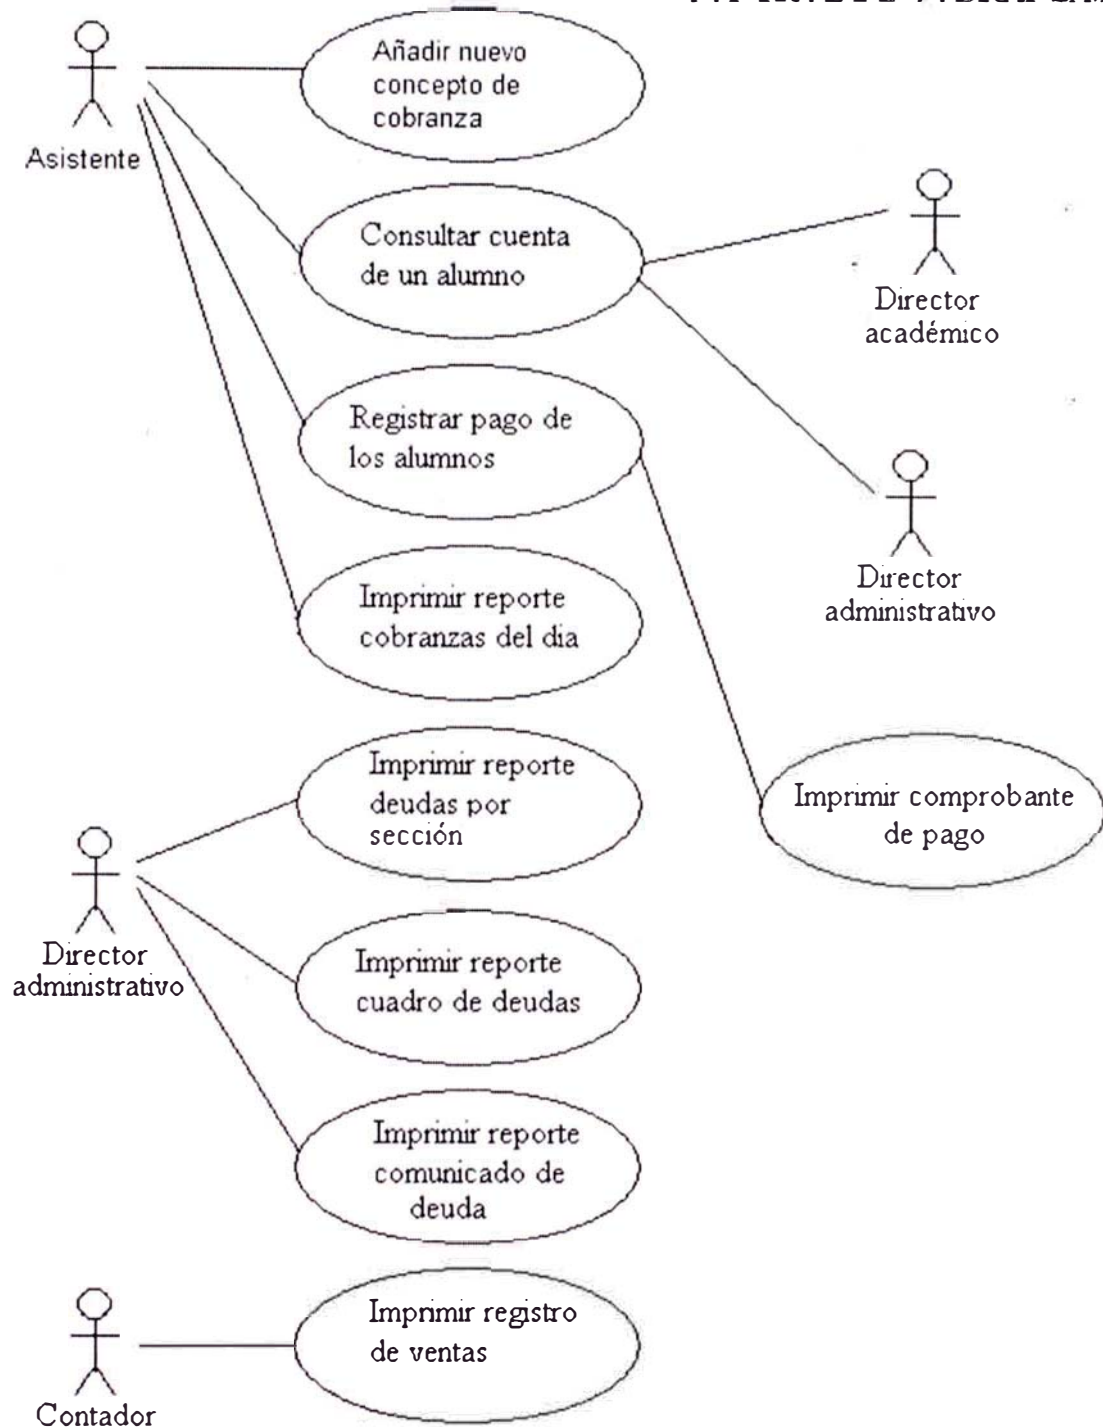 Añadir nuevo
concepto de
cobranza
Asistente
Consultar cuenta
de un alumno
Director
académico
Registrar pago de
los alumnos
Director
administrativo
Imprimir reporte
cobranzas del dia
Imprimir reporte
deudas por
sección
Imprimir comprobante
de pago
Director
administrativo
Imprimir reporte
cuadro de deudas
Imprimir reporte
comunicado de
deuda
Imprimir registro
de ventas
Contador